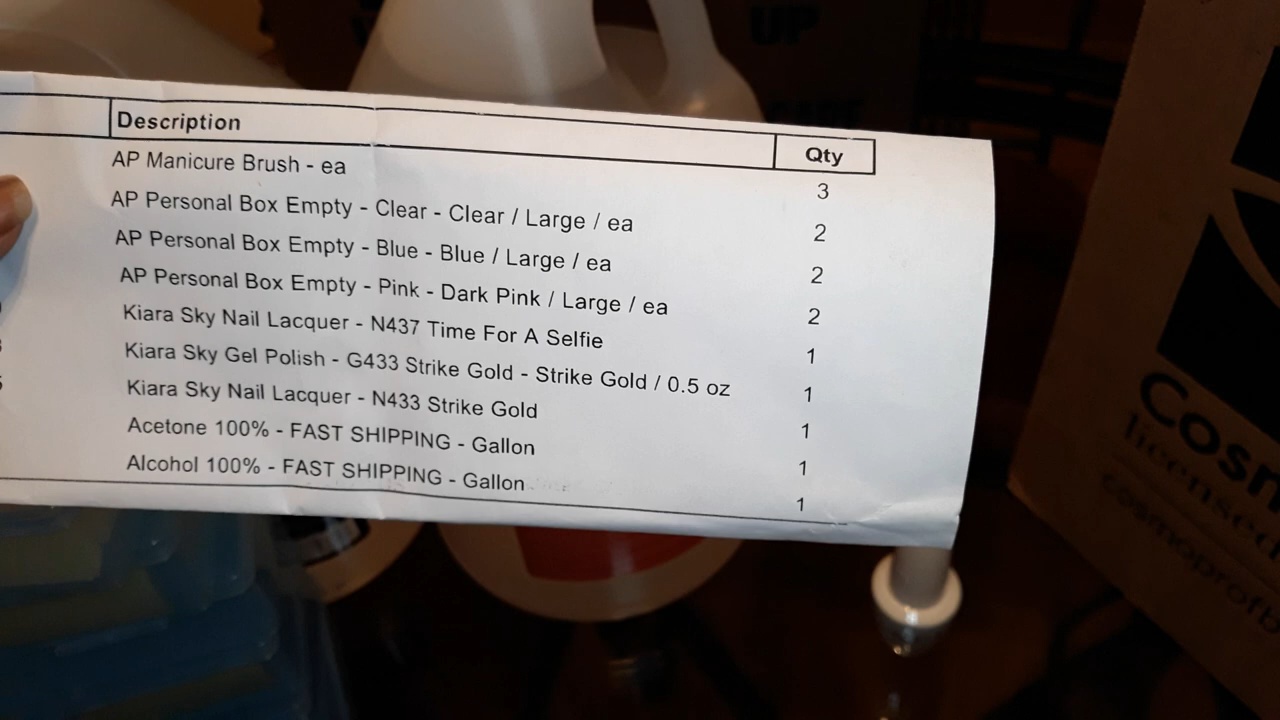 UP
CARE
Description Qty
AP Manicure Brush - ea 3
AP Personal Box Empty - Clear - Clear / Large / ea 2
AP Personal Box Empty - Blue - Blue / Large / ea 2
AP Personal Box Empty - Pink - Dark Pink / Large / ea 2
Kiara Sky Nail Lacquer - N437 Time For A Selfie 1
Kiara Sky Gel Polish - G433 Strike Gold - Strike Gold / 0.5 oz 1
Kiara Sky Nail Lacquer - N433 Strike Gold 1
Acetone 100% - FAST SHIPPING - Gallon 1
Alcohol 100% - FAST SHIPPING - Gallon 1
Cosm
licensed
cosmoprofb